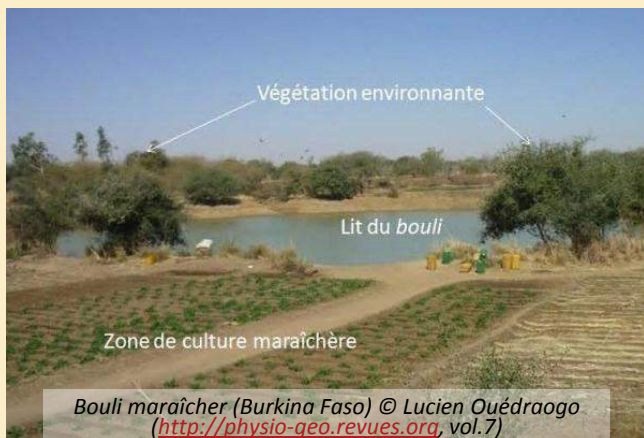 Végétation environnante
Lit du bouli
Zone de culture maraîchère
Bouli maraîcher (Burkina Faso) © Lucien Ouédraogo
(http://physio-geo.revues.org, vol.7)